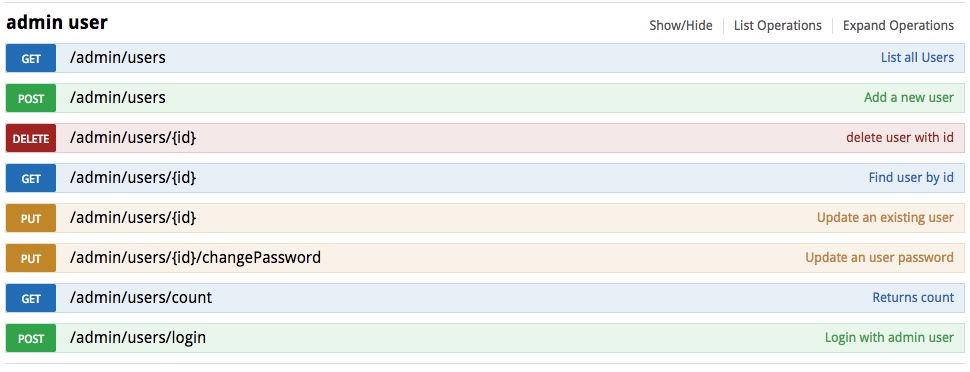 admin user Show/Hide List Operations Expand Operations
GET /admin/users List all Users
POST /admin/users Add a new user
DELETE /admin/users/{id} delete user with id
GET /admin/users/{id} Find user by id
PUT /admin/users/{id} Update an existing user
PUT /admin/users/{id}/changePassword Update an user password
GET /admin/users/count Returns count
POST /admin/users/login Login with admin user